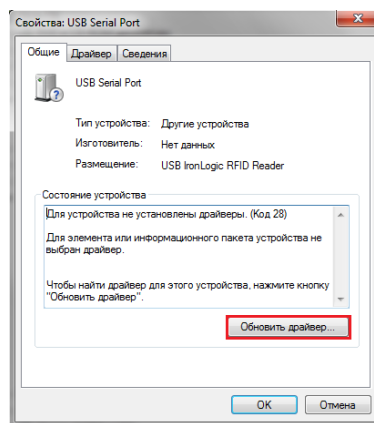 Свойства: USB Serial Port
Общие Драйвер Сведения
USB Serial Port
Тип устройства: Другие устройства
Изготовитель: Нет данных
Размещение: USB IronLogic RFID Reader
Состояние устройства
Для устройства не установлены драйверы. (Код 28)
Для элемента или информационного пакета устройства не
выбран драйвер.
Чтобы найти драйвер для этого устройства, нажмите кнопку
"Обновить драйвер".
Обновить драйвер...
OK Отмена